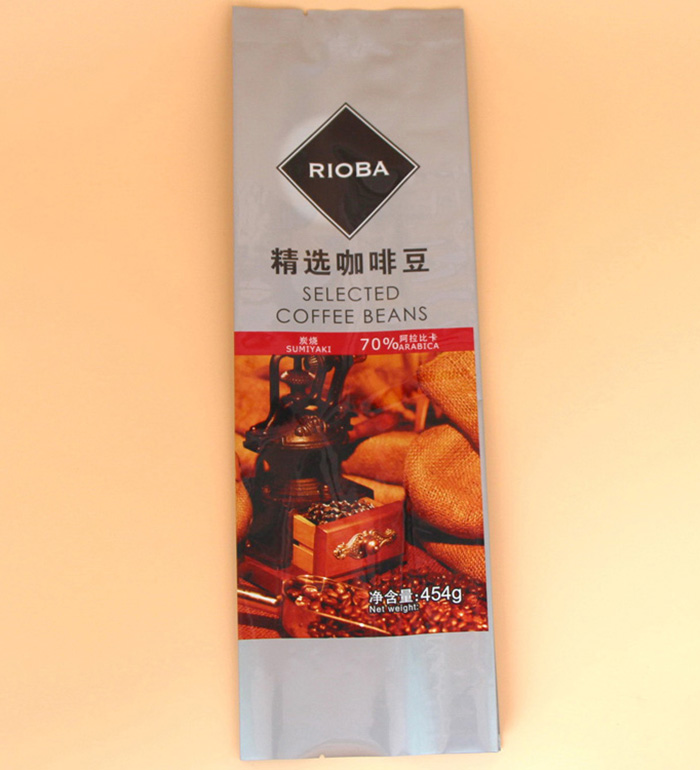 RIOBA
精选咖啡豆
SELECTED
COFFEE BEANS
炭烧
SUMIYAKI
70% 阿拉比卡
ARABICA
净含量:454g
Net weight: